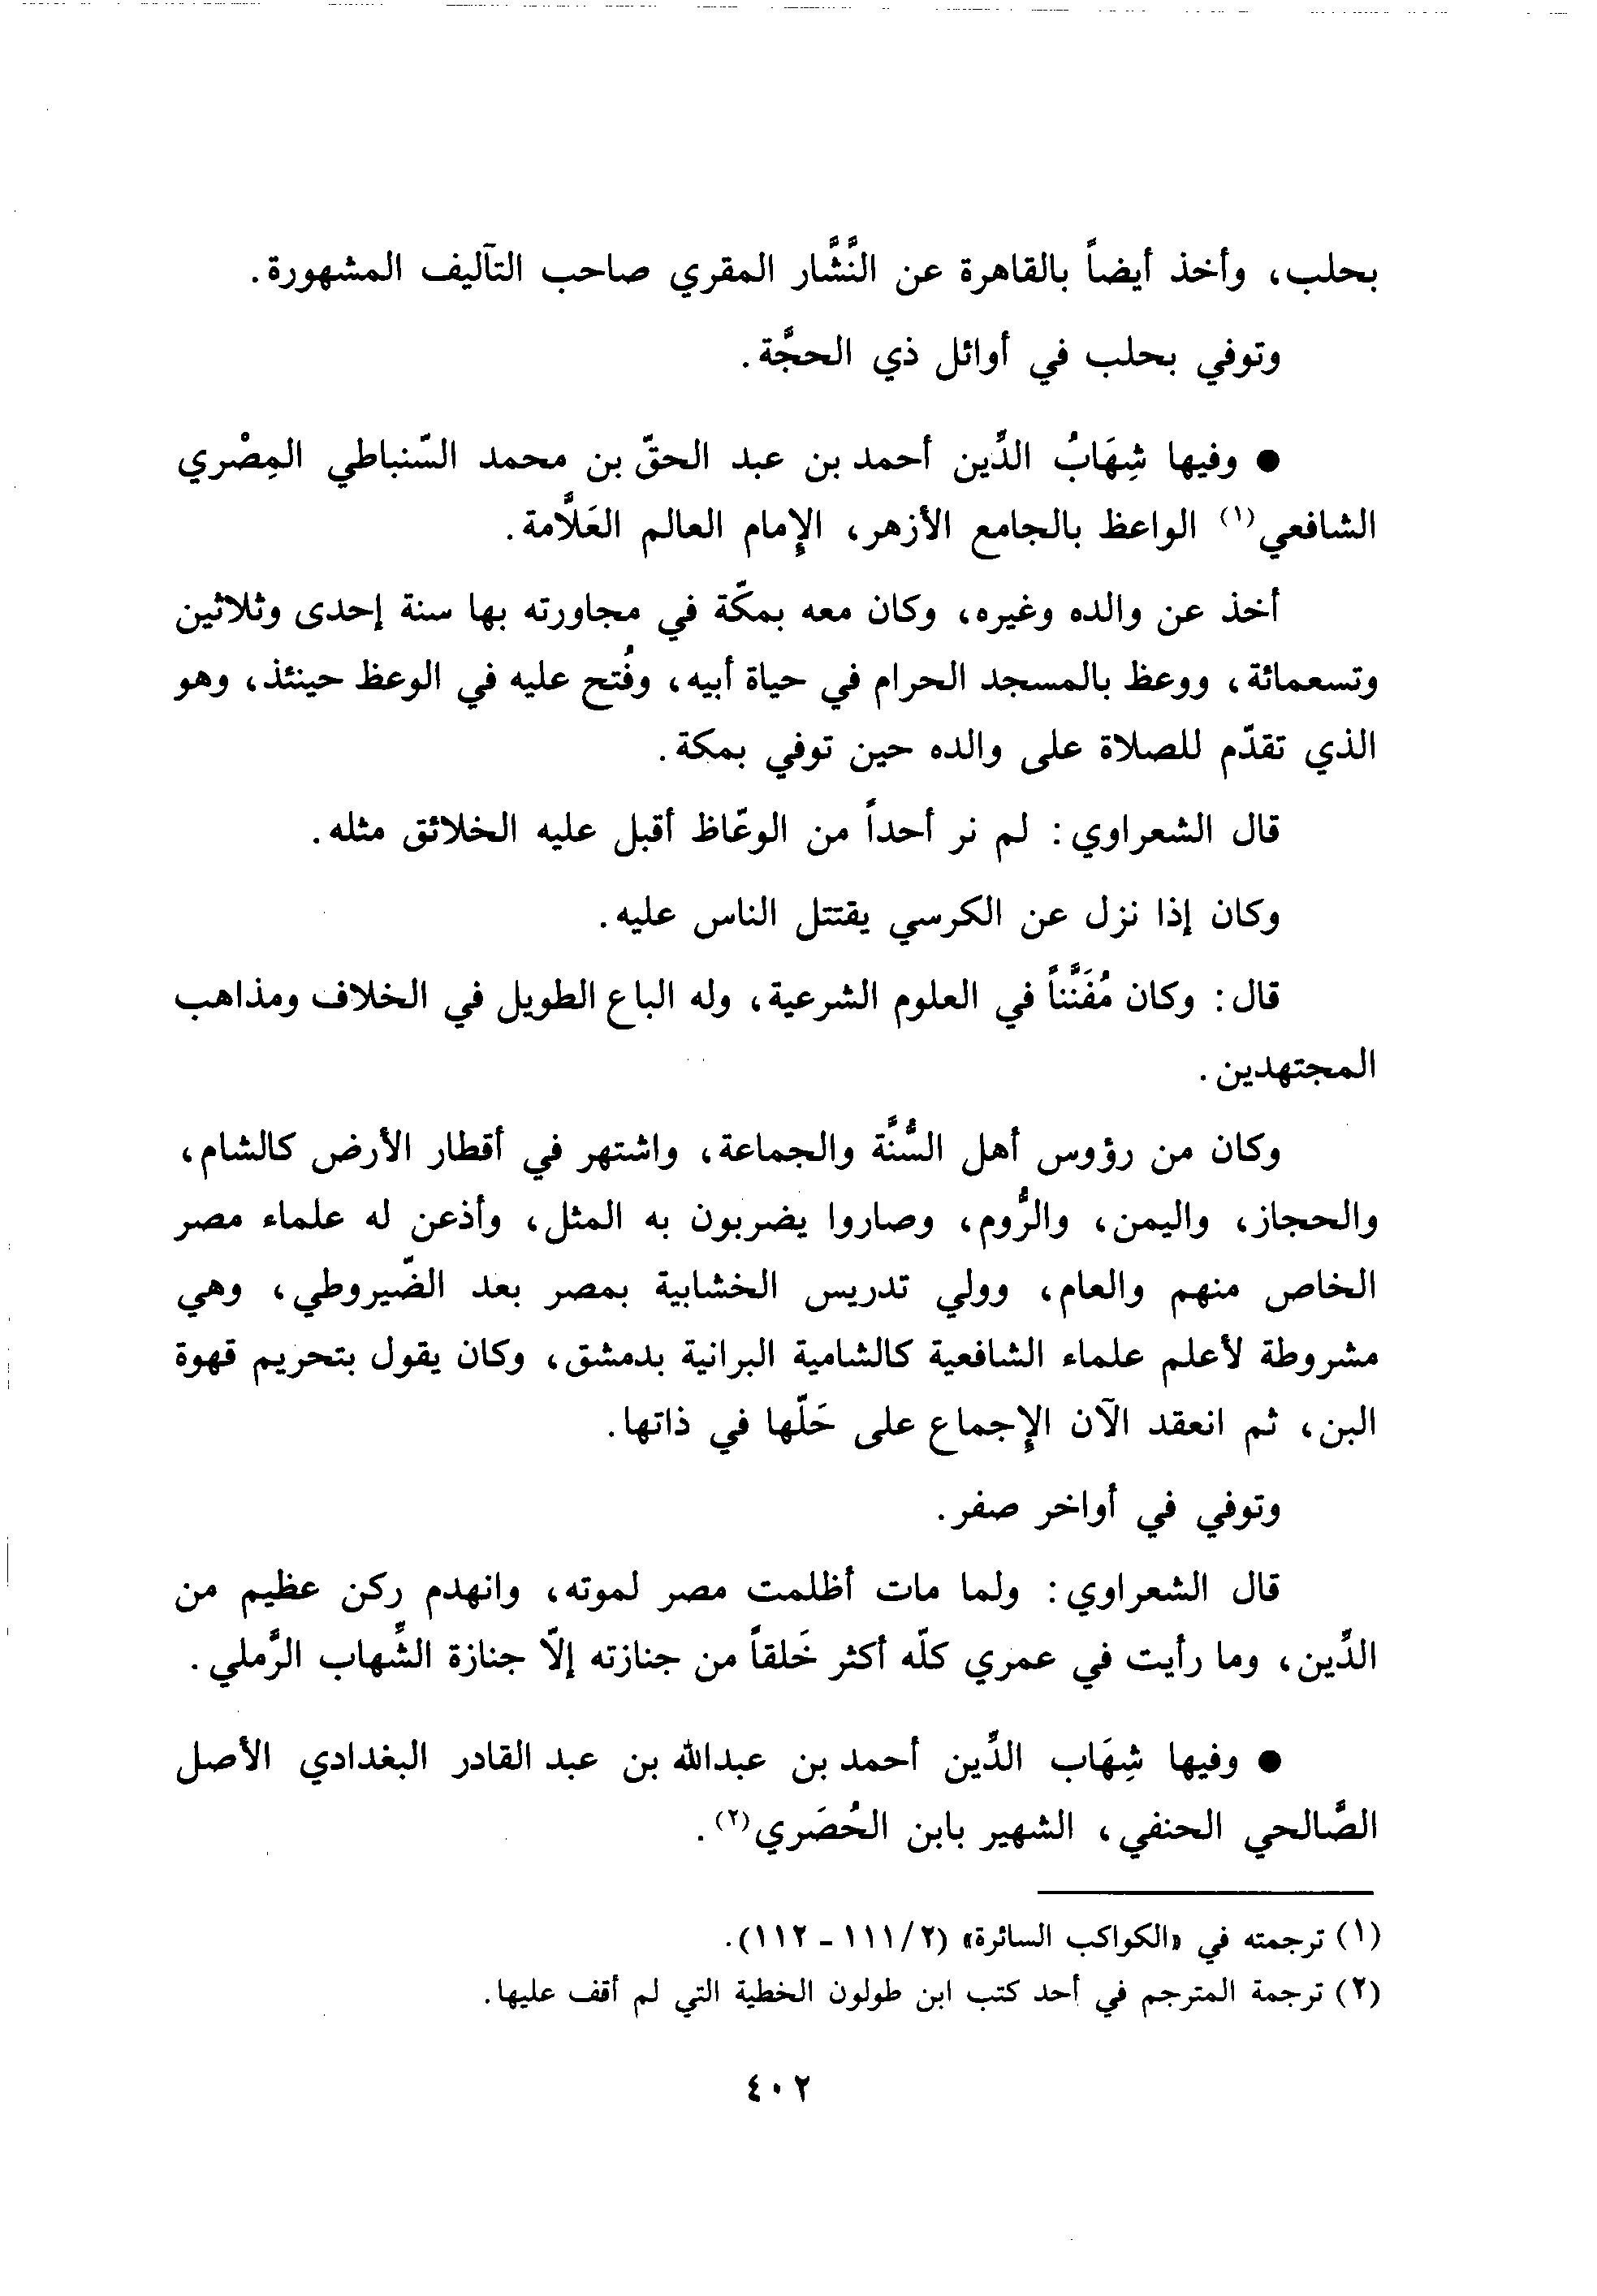 بحلب، وأخذ أيضاً بالقاهرة عن النَّشَّار المقري صاحب التآليف المشهورة.
وتوفي بحلب في أوائل ذي الحجَّة.
● وفيها شِهَابُ الدِّين أحمد بن عبد الحقّ بن محمد السّنباطي المِصْري
الشافعي(١) الواعظ بالجامع الأزهر، الإِمام العالم العَلاَّمة.
أخذ عن والده وغيره، وكان معه بمكّة في مجاورته بها سنة إحدى وثلاثين
وتسعمائة، ووعظ بالمسجد الحرام في حياة أبيه، وفُتح عليه في الوعظ حينئذ، وهو
الذي تقدّم للصلاة على والده حين توفي بمكة.
قال الشعراوي: لم نر أحداً من الوعّاظ أقبل عليه الخلائق مثله.
وكان إذا نزل عن الكرسي يقتتل الناس عليه.
قال: وكان مُفَنَّناً في العلوم الشرعية، وله الباع الطويل في الخلاف ومذاهب
المجتهدين.
وكان من رؤوس أهل السُّنَّة والجماعة، واشتهر في أقطار الأرض كالشام،
والحجاز، واليمن، والرُّوم، وصاروا يضربون به المثل، وأذعن له علماء مصر
الخاص منهم والعام، وولي تدريس الخشابية بمصر بعد الضّيروطي، وهي
مشروطة لأعلم علماء الشافعية كالشامية البرانية بدمشق، وكان يقول بتحريم قهوة
البن، ثم انعقد الآن الإِجماع على حَلّها في ذاتها.
وتوفي في أواخر صفر.
قال الشعراوي: ولما مات أظلمت مصر لموته، وانهدم ركن عظيم من
الدِّين، وما رأيت في عمري كلّه أكثر خَلقاً من جنازته إلّا جنازة الشِّهاب الرَّملي.
● وفيها شِهَاب الدِّين أحمد بن عبدالله بن عبد القادر البغدادي الأصل
الصَّالحي الحنفي، الشهير بابن الحُصَري(٢).
(١) ترجمته في «الكواكب السائرة» (٢/ ١١١ - ١١٢).
(٢) ترجمة المترجم في أحد كتب ابن طولون الخطية التي لم أقف عليها.
٤٠٢